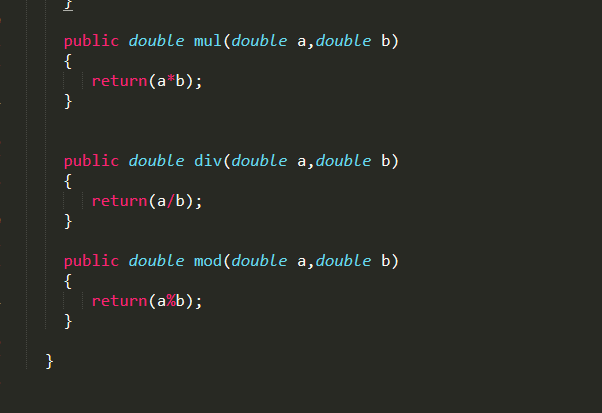 }
public double mul(double a,double b)
{
return(a*b);
}
public double div(double a,double b)
{
return(a/b);
}
public double mod(double a,double b)
{
return(a%b);
}
}